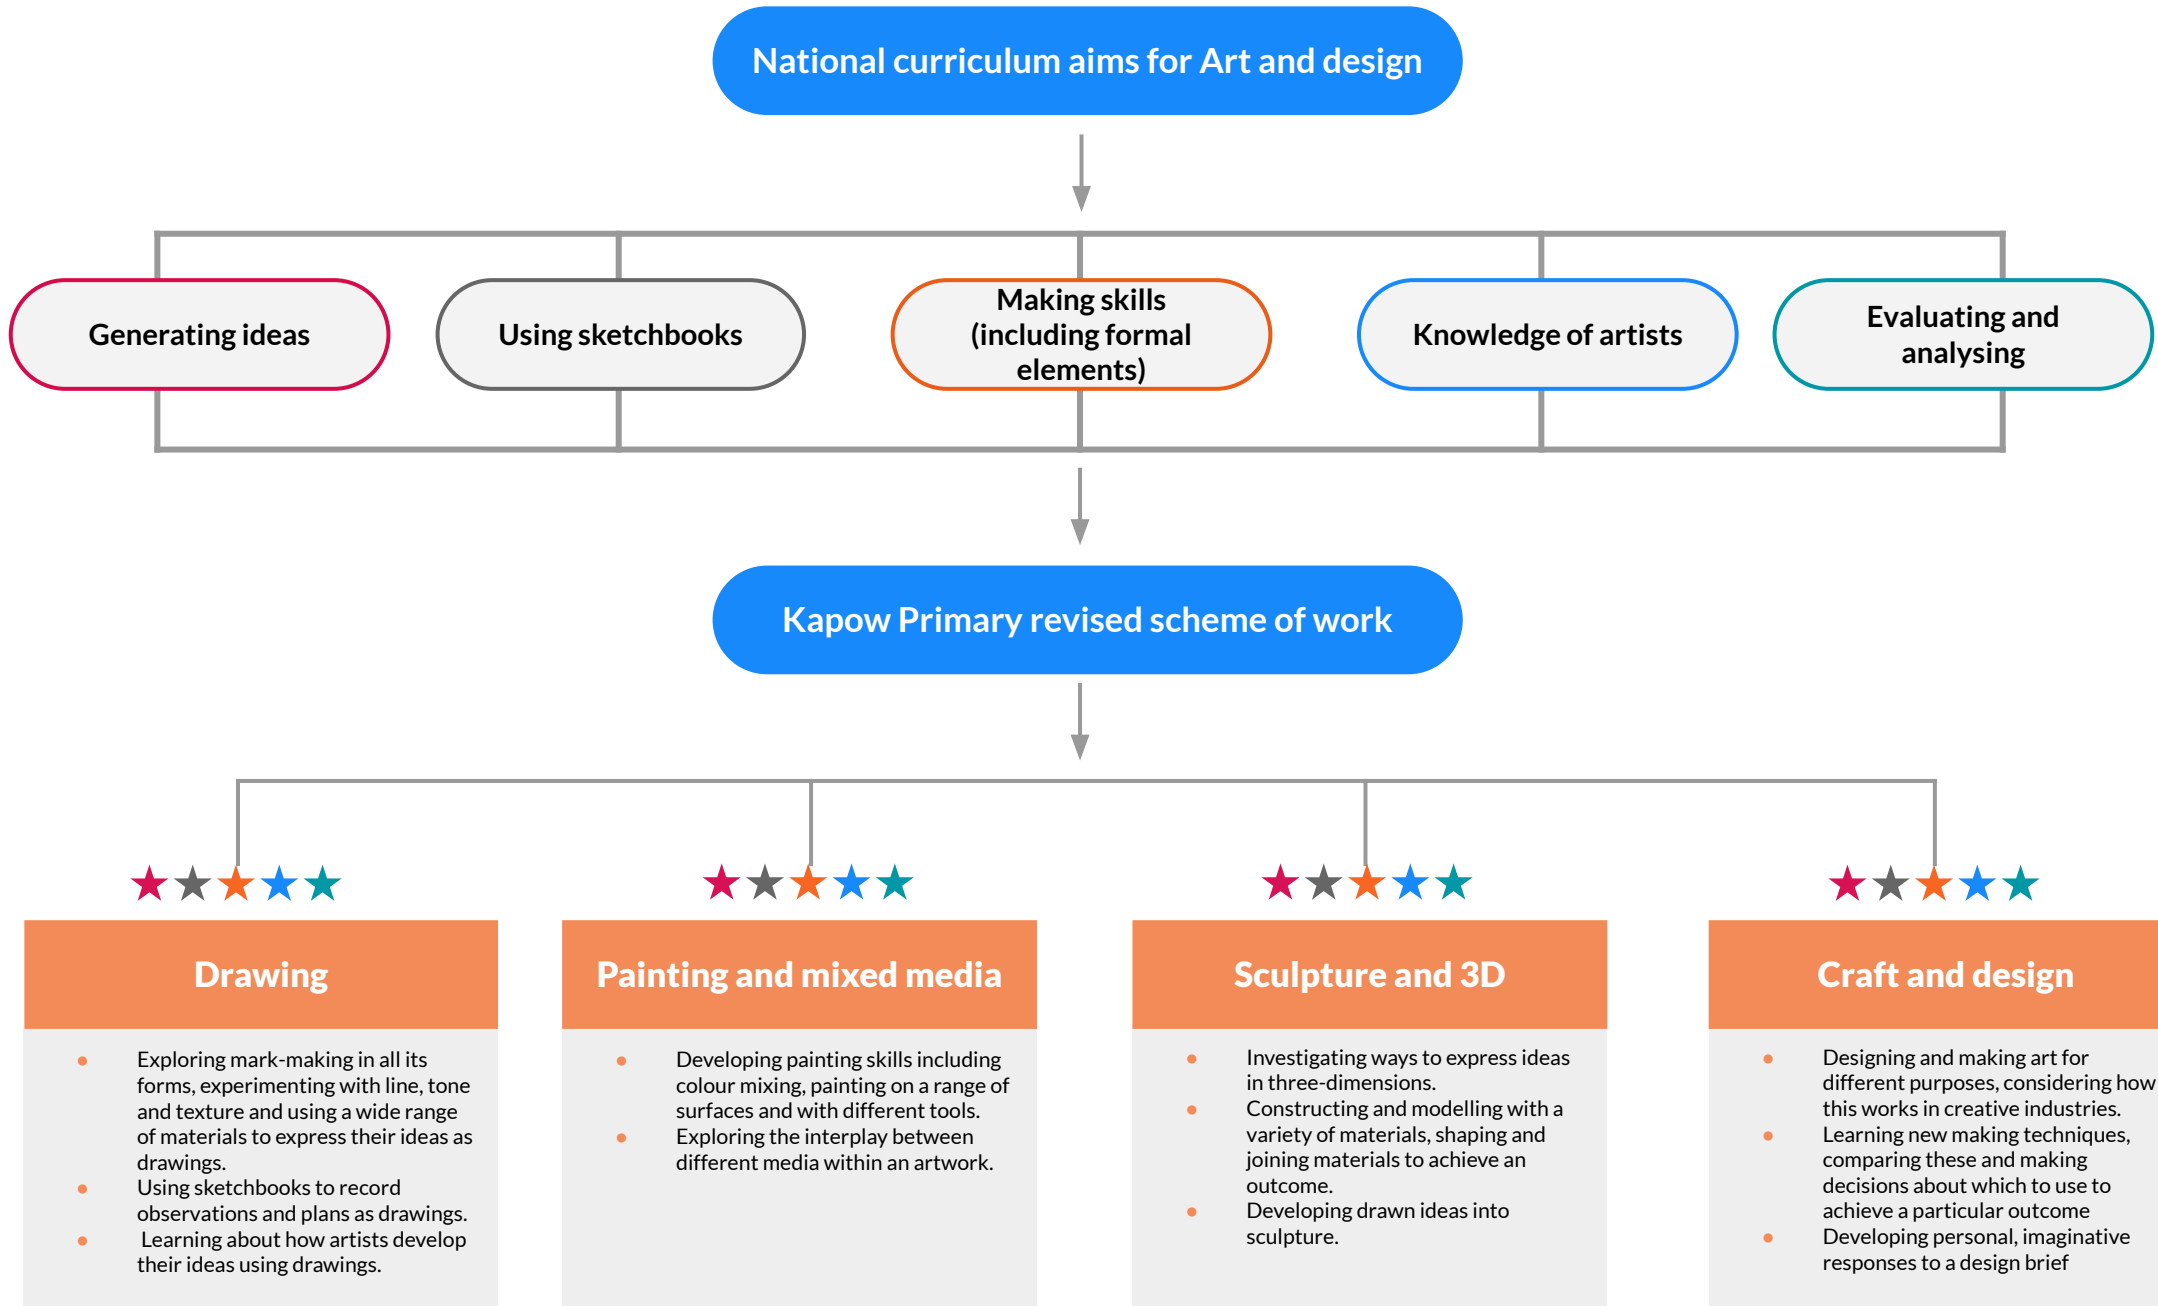 National curriculum aims for Art and design
Generating ideas
Using sketchbooks
Making skills
(including formal
elements)
Knowledge of artists
Evaluating and
analysing
Kapow Primary revised scheme of work
Drawing
Exploring mark-making in all its
forms, experimenting with line, tone
and texture and using a wide range
of materials to express their ideas as
drawings.
Using sketchbooks to record
observations and plans as drawings.
Learning about how artists develop
their ideas using drawings.
Painting and mixed media
Developing painting skills including
colour mixing, painting on a range of
surfaces and with different tools.
Exploring the interplay between
different media within an artwork.
Sculpture and 3D
Investigating ways to express ideas
in three-dimensions.
Constructing and modelling with a
variety of materials, shaping and
joining materials to achieve an
outcome.
Developing drawn ideas into
sculpture.
Craft and design
Designing and making art for
different purposes, considering how
this works in creative industries.
Learning new making techniques,
comparing these and making
decisions about which to use to
achieve a particular outcome
Developing personal, imaginative
responses to a design brief